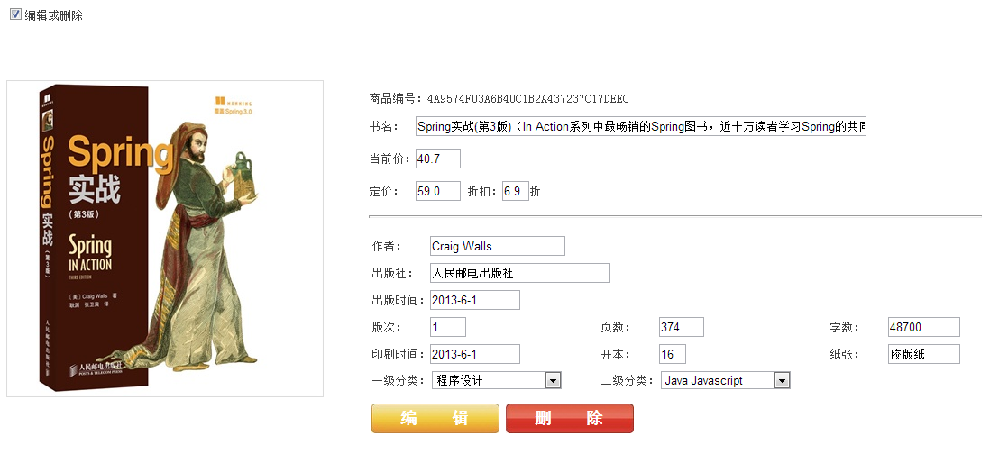 编辑或删除
MANNING
图灵 Spring 3.0
Spring
实战
(第3版)
Spring
IN ACTION
THIRD EDITION
〔美〕Craig Walls 著
耿渊 张卫滨 译
人民邮电出版社
POSTS & TELECOM PRESS
Spring 实战 (第3版)
人民邮电出版社
商品编号：4A9574F03A6B40C1B2A437237C17DEEC
书名： Spring实战(第3版)（In Action系列中最畅销的Spring图书，近十万读者学习Spring的共同
当前价： 40.7
定价： 59.0 折扣： 6.9 折
作者： Craig Walls
出版社： 人民邮电出版社
出版时间： 2013-6-1
版次： 1 页数： 374 字数： 48700
印刷时间： 2013-6-1 开本： 16 纸张： 胶版纸
一级分类： 程序设计 二级分类： Java Javascript
编 辑 删 除